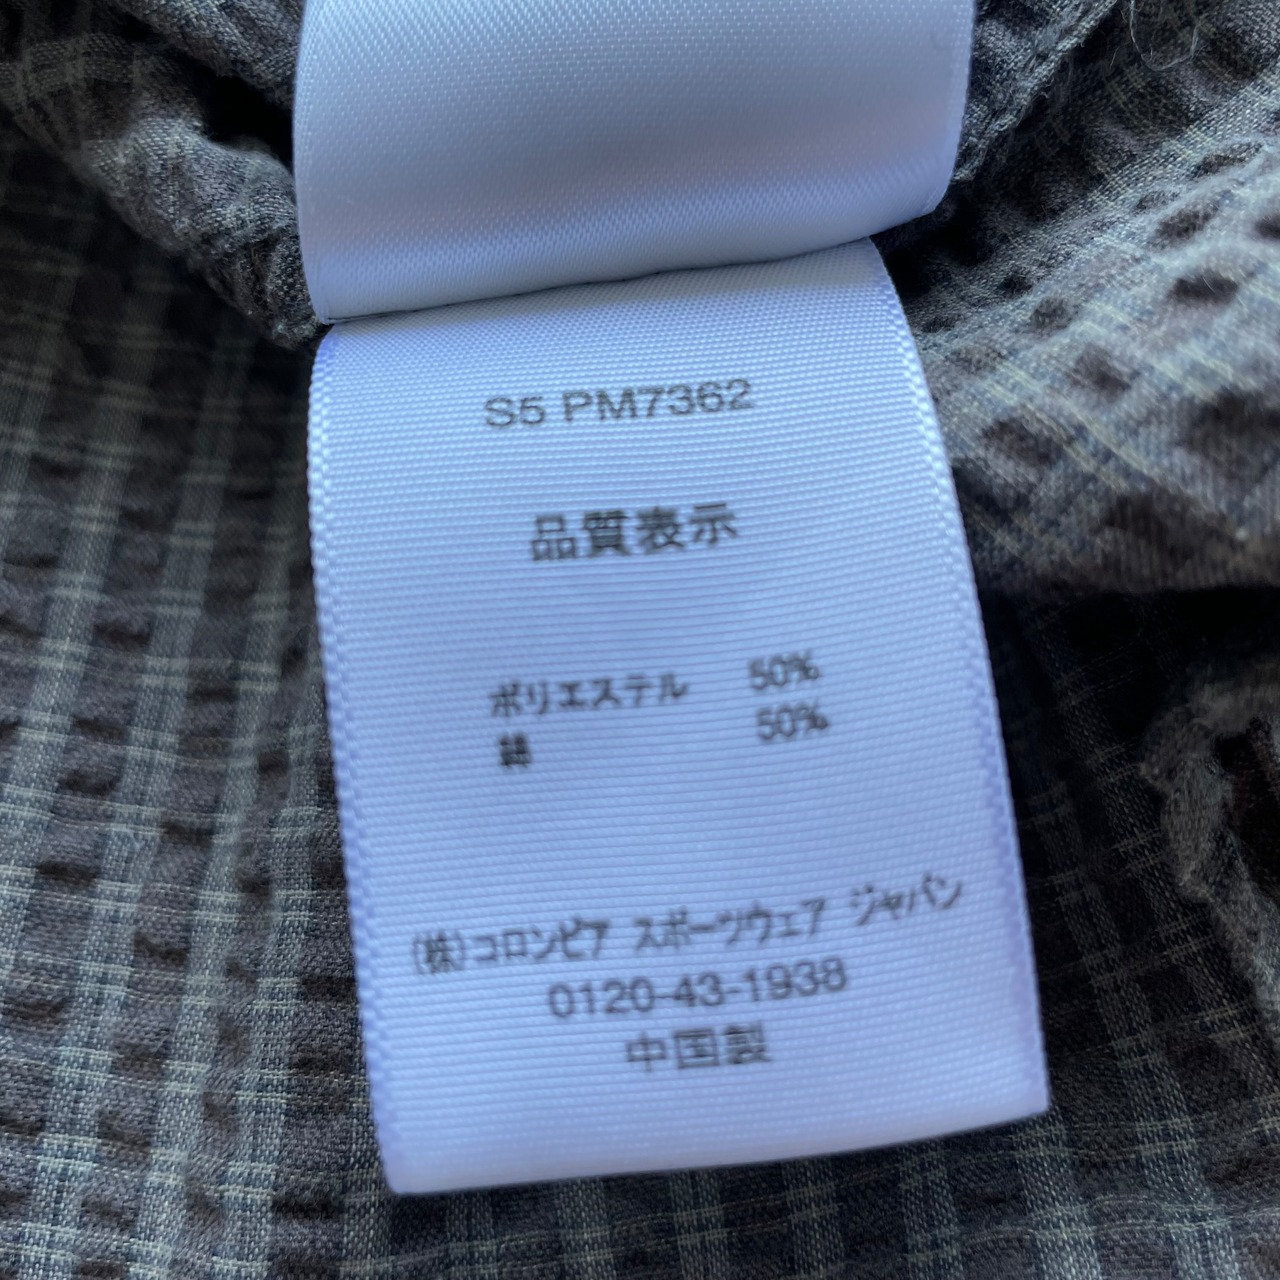 S5 PM7362
品質表示
ポリエステル 50%
綿 50%
(株)コロンビア スポーツウェア ジャパン
0120-43-1938
中国製